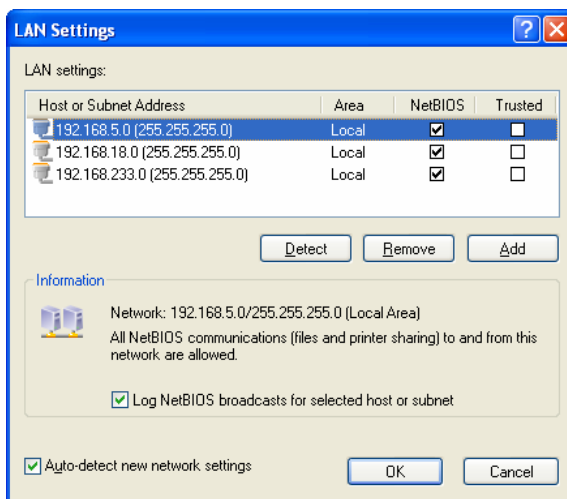 LAN Settings
LAN settings:
Host or Subnet Address Area NetBIOS Trusted
192.168.5.0 (255.255.255.0) Local
192.168.18.0 (255.255.255.0) Local
192.168.233.0 (255.255.255.0) Local
Detect Remove Add
Information
Network: 192.168.5.0/255.255.255.0 (Local Area)
All NetBIOS communications (files and printer sharing) to and from this
network are allowed.
Log NetBIOS broadcasts for selected host or subnet
Auto-detect new network settings OK Cancel